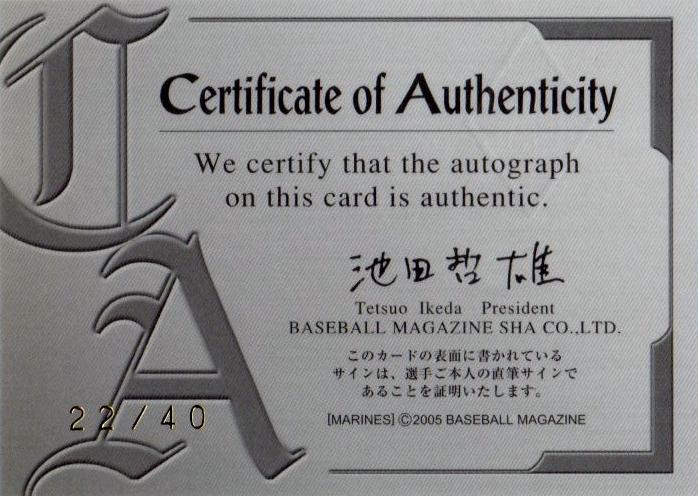 Certificate of Authenticity
We certify that the autograph
on this card is authentic.
池田哲雄
Tetsuo Ikeda President
BASEBALL MAGAZINE SHA CO.,LTD.
このカードの表面に書かれている
サインは、選手ご本人の直筆サインで
あることを証明いたします。
22/40
[MARINES] ©2005 BASEBALL MAGAZINE
CA